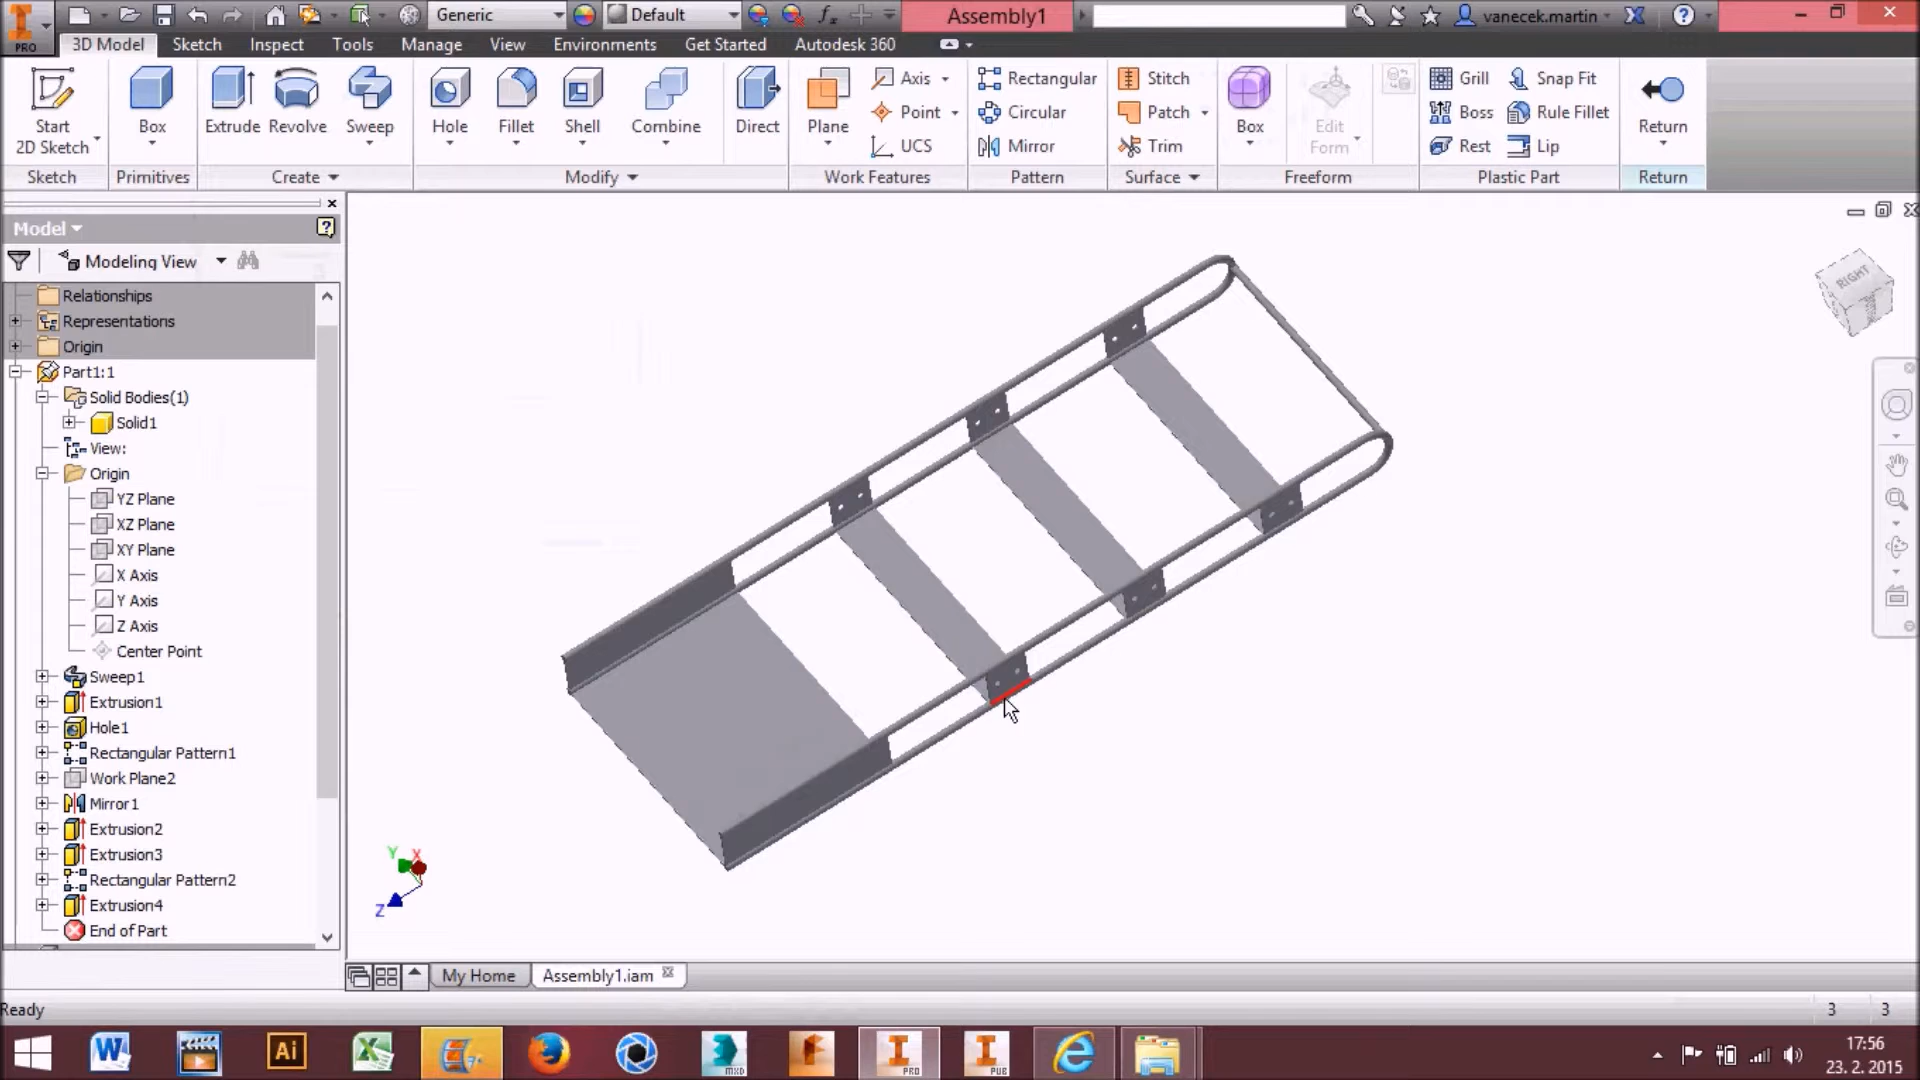 Generic
Default
Assembly1
vanecek.martin
PRO
3D Model
Sketch
Inspect
Tools
Manage
View
Environments
Get Started
Autodesk 360
Start
2D Sketch
Box
Extrude
Revolve
Sweep
Hole
Fillet
Shell
Combine
Direct
Plane
Axis
Point
UCS
Rectangular
Circular
Mirror
Stitch
Patch
Trim
Box
Edit
Form
Grill
Boss
Rest
Snap Fit
Rule Fillet
Lip
Return
Sketch
Primitives
Create
Modify
Work Features
Pattern
Surface
Freeform
Plastic Part
Return
Model
Modeling View
Relationships
Representations
Origin
Part1:1
Solid Bodies(1)
Solid1
View:
Origin
YZ Plane
XZ Plane
XY Plane
X Axis
Y Axis
Z Axis
Center Point
Sweep1
Extrusion1
Hole1
Rectangular Pattern1
Work Plane2
Mirror1
Extrusion2
Extrusion3
Rectangular Pattern2
Extrusion4
End of Part
RIGHT
Y
X
Z
My Home
Assembly1.iam
Ready
3
3
Ai
MXD
PRO
PUB
17:56
23. 2. 2015